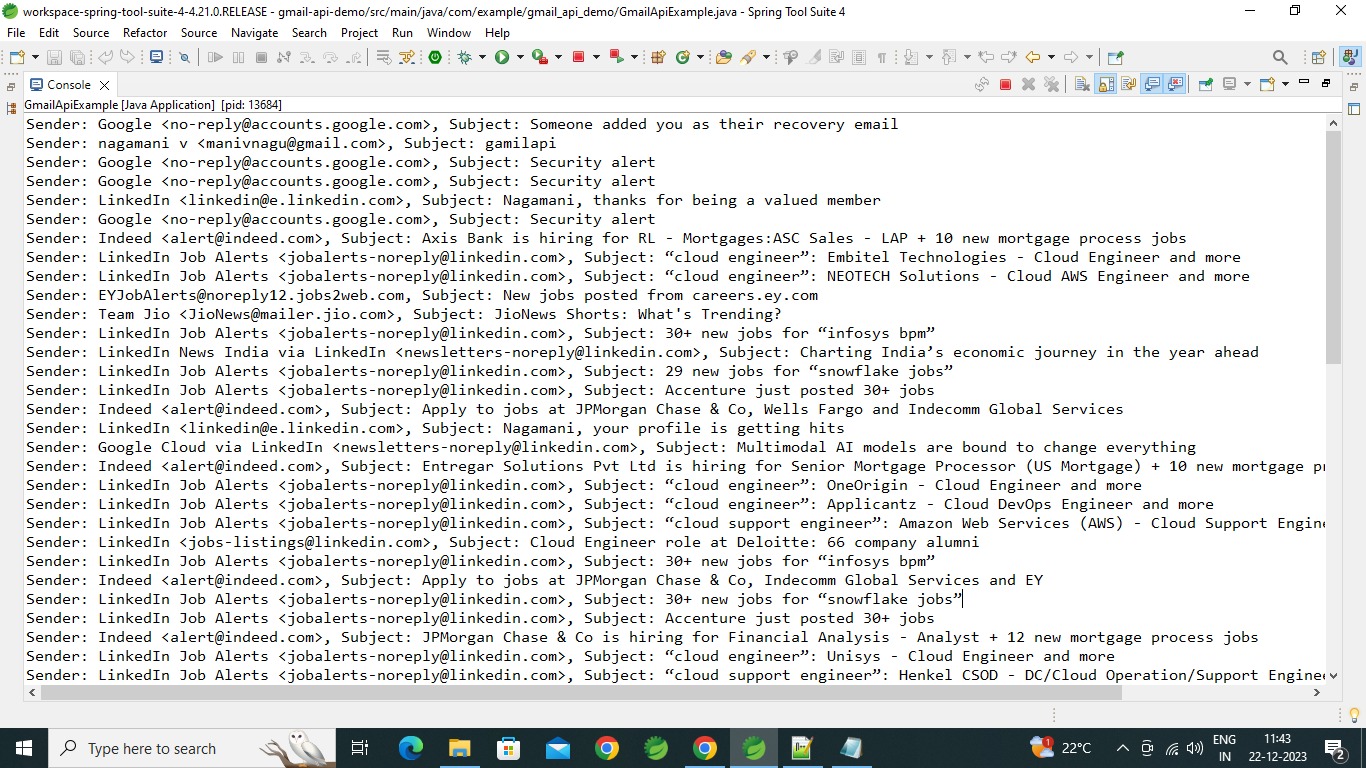 workspace-spring-tool-suite-4-4.21.0.RELEASE - gmail-api-demo/src/main/java/com/example/gmail_api_demo/GmailApiExample.java - Spring Tool Suite 4
File Edit Source Refactor Source Navigate Search Project Run Window Help
Console
GmailApiExample [Java Application] [pid: 13684]
Sender: Google <no-reply@accounts.google.com>, Subject: Someone added you as their recovery email
Sender: nagamani v <manivnagu@gmail.com>, Subject: gamilapi
Sender: Google <no-reply@accounts.google.com>, Subject: Security alert
Sender: Google <no-reply@accounts.google.com>, Subject: Security alert
Sender: LinkedIn <linkedin@e.linkedin.com>, Subject: Nagamani, thanks for being a valued member
Sender: Google <no-reply@accounts.google.com>, Subject: Security alert
Sender: Indeed <alert@indeed.com>, Subject: Axis Bank is hiring for RL - Mortgages:ASC Sales - LAP + 10 new mortgage process jobs
Sender: LinkedIn Job Alerts <jobalerts-noreply@linkedin.com>, Subject: “cloud engineer”: Embitel Technologies - Cloud Engineer and more
Sender: LinkedIn Job Alerts <jobalerts-noreply@linkedin.com>, Subject: “cloud engineer”: NEOTECH Solutions - Cloud AWS Engineer and more
Sender: EYJobAlerts@noreply12.jobs2web.com, Subject: New jobs posted from careers.ey.com
Sender: Team Jio <JioNews@mailer.jio.com>, Subject: JioNews Shorts: What's Trending?
Sender: LinkedIn Job Alerts <jobalerts-noreply@linkedin.com>, Subject: 30+ new jobs for “infosys bpm”
Sender: LinkedIn News India via LinkedIn <newsletters-noreply@linkedin.com>, Subject: Charting India’s economic journey in the year ahead
Sender: LinkedIn Job Alerts <jobalerts-noreply@linkedin.com>, Subject: 29 new jobs for “snowflake jobs”
Sender: LinkedIn Job Alerts <jobalerts-noreply@linkedin.com>, Subject: Accenture just posted 30+ jobs
Sender: Indeed <alert@indeed.com>, Subject: Apply to jobs at JPMorgan Chase & Co, Wells Fargo and Indecomm Global Services
Sender: LinkedIn <linkedin@e.linkedin.com>, Subject: Nagamani, your profile is getting hits
Sender: Google Cloud via LinkedIn <newsletters-noreply@linkedin.com>, Subject: Multimodal AI models are bound to change everything
Sender: Indeed <alert@indeed.com>, Subject: Entregar Solutions Pvt Ltd is hiring for Senior Mortgage Processor (US Mortgage) + 10 new mortgage pr
Sender: LinkedIn Job Alerts <jobalerts-noreply@linkedin.com>, Subject: “cloud engineer”: OneOrigin - Cloud Engineer and more
Sender: LinkedIn Job Alerts <jobalerts-noreply@linkedin.com>, Subject: “cloud engineer”: Applicantz - Cloud DevOps Engineer and more
Sender: LinkedIn Job Alerts <jobalerts-noreply@linkedin.com>, Subject: “cloud support engineer”: Amazon Web Services (AWS) - Cloud Support Engine
Sender: LinkedIn <jobs-listings@linkedin.com>, Subject: Cloud Engineer role at Deloitte: 66 company alumni
Sender: LinkedIn Job Alerts <jobalerts-noreply@linkedin.com>, Subject: 30+ new jobs for “infosys bpm”
Sender: Indeed <alert@indeed.com>, Subject: Apply to jobs at JPMorgan Chase & Co, Indecomm Global Services and EY
Sender: LinkedIn Job Alerts <jobalerts-noreply@linkedin.com>, Subject: 30+ new jobs for “snowflake jobs”
Sender: LinkedIn Job Alerts <jobalerts-noreply@linkedin.com>, Subject: Accenture just posted 30+ jobs
Sender: Indeed <alert@indeed.com>, Subject: JPMorgan Chase & Co is hiring for Financial Analysis - Analyst + 12 new mortgage process jobs
Sender: LinkedIn Job Alerts <jobalerts-noreply@linkedin.com>, Subject: “cloud engineer”: Unisys - Cloud Engineer and more
Sender: LinkedIn Job Alerts <jobalerts-noreply@linkedin.com>, Subject: “cloud support engineer”: Henkel CSOD - DC/Cloud Operation/Support Enginee
Type here to search
1
22°C
ENG
IN
11:43
22-12-2023
2